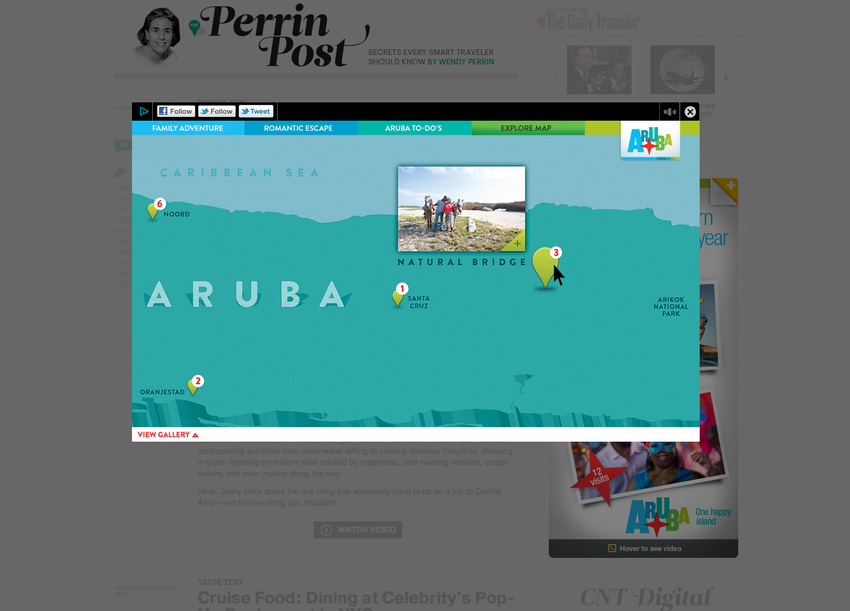 THE
Perrin
Post
SECRETS EVERY SMART TRAVELER
SHOULD KNOW BY WENDY PERRIN
The Daily Traveler
Follow
Follow
Tweet
FAMILY ADVENTURE
ROMANTIC ESCAPE
ARUBA TO-DO'S
EXPLORE MAP
ARUBA
CARIBBEAN SEA
6
NOORD
NATURAL BRIDGE
3
ARUBA
1
SANTA
CRUZ
ARIKOK
NATIONAL
PARK
2
ORANJESTAD
VIEW GALLERY
year
12
visits
ARUBA
One happy
island
Hover to see video
incorporating activities from white-water rafting to viewing dinosaur footprints, sleeping
in yurts, feasting on mutton stew cooked by shepherds, and meeting nomads, carpet
sellers, and even royalty along the way.
Here, Jonny talks about the one thing you absolutely have to do on a trip to Central
Asia – and the one thing you shouldn't.
WATCH VIDEO
TASTE TEST
Cruise Food: Dining at Celebrity's Pop-
CNT Digital